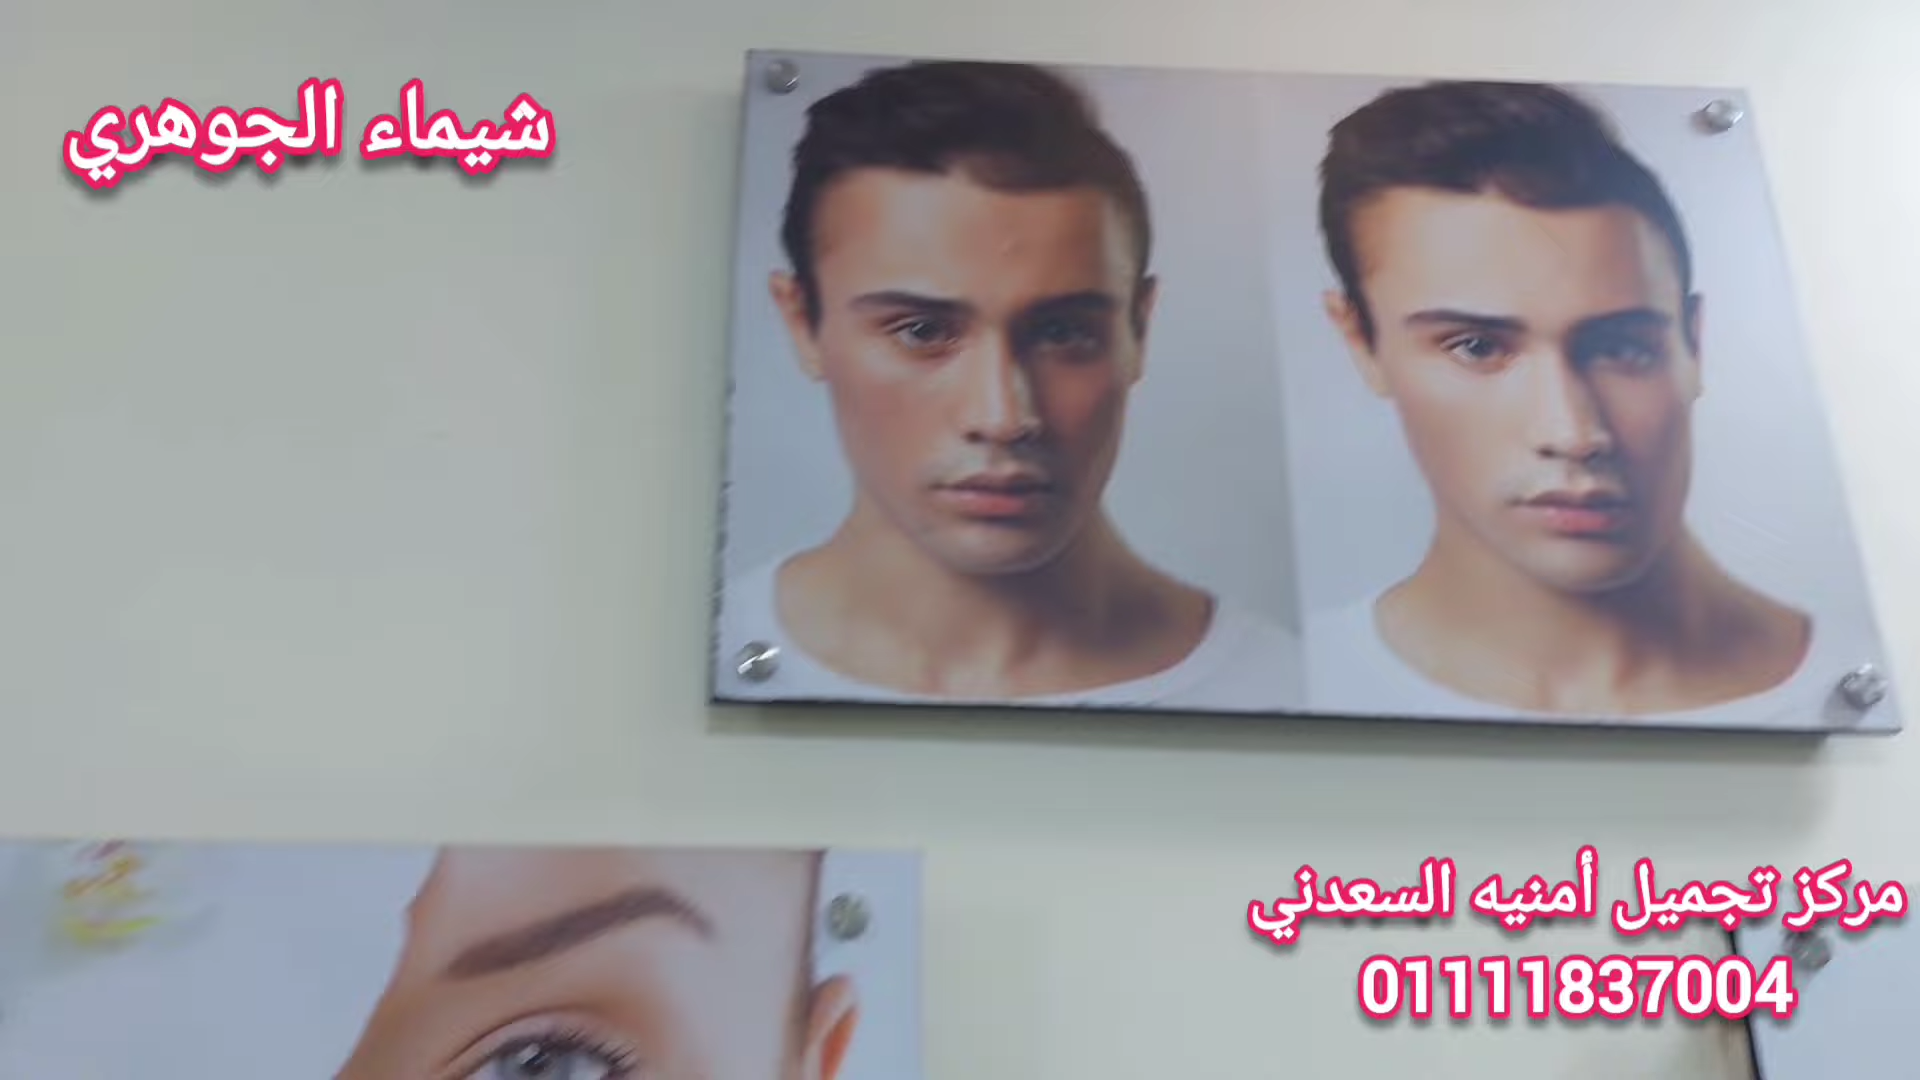 شيماء الجوهري
مركز تجميل أمنيه السعدني
01111837004